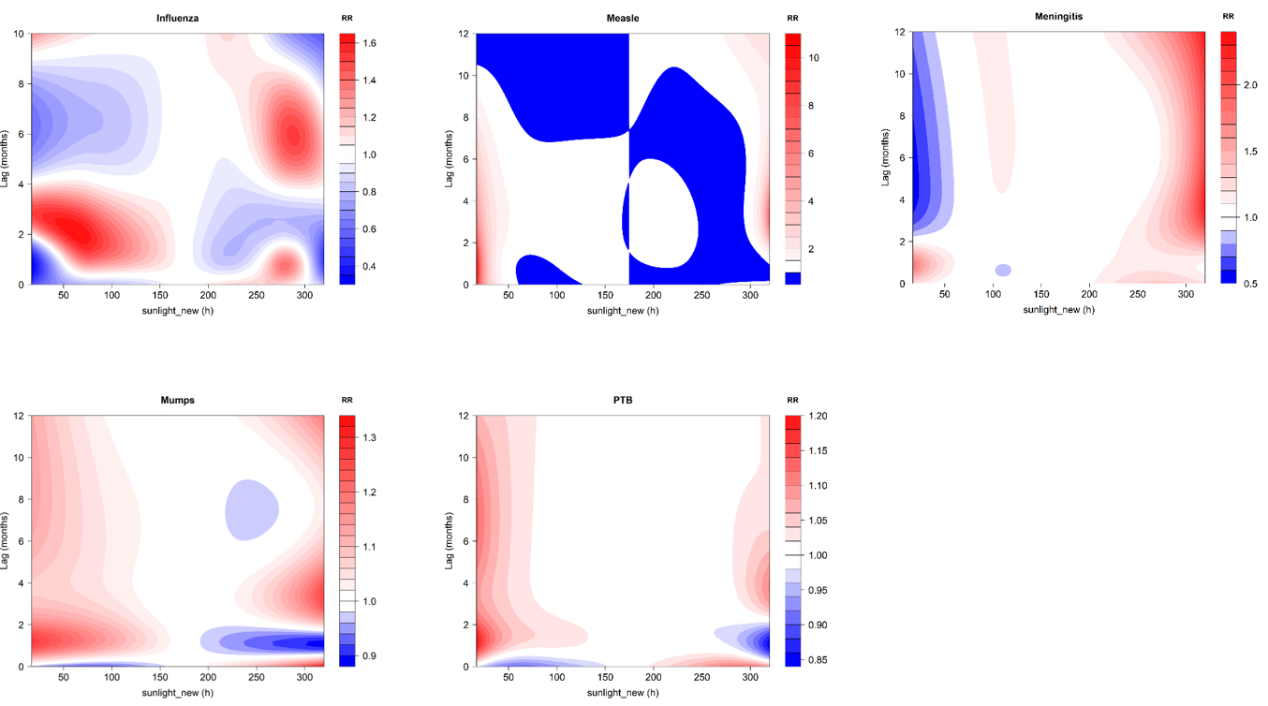 Influenza
RR
10
8
6
4
2
0
Lag (months)
50 100 150 200 250 300
sunlight_new (h)
1.6
1.4
1.2
1.0
0.8
0.6
0.4
Measle
RR
12
10
8
6
4
2
0
Lag (months)
50 100 150 200 250 300
sunlight_new (h)
10
8
6
4
2
Meningitis
RR
12
10
8
6
4
2
0
Lag (months)
50 100 150 200 250 300
sunlight_new (h)
2.0
1.5
1.0
0.5
Mumps
RR
12
10
8
6
4
2
0
Lag (months)
50 100 150 200 250 300
sunlight_new (h)
1.3
1.2
1.1
1.0
0.9
PTB
RR
12
10
8
6
4
2
0
Lag (months)
50 100 150 200 250 300
sunlight_new (h)
1.20
1.15
1.10
1.05
1.00
0.95
0.90
0.85